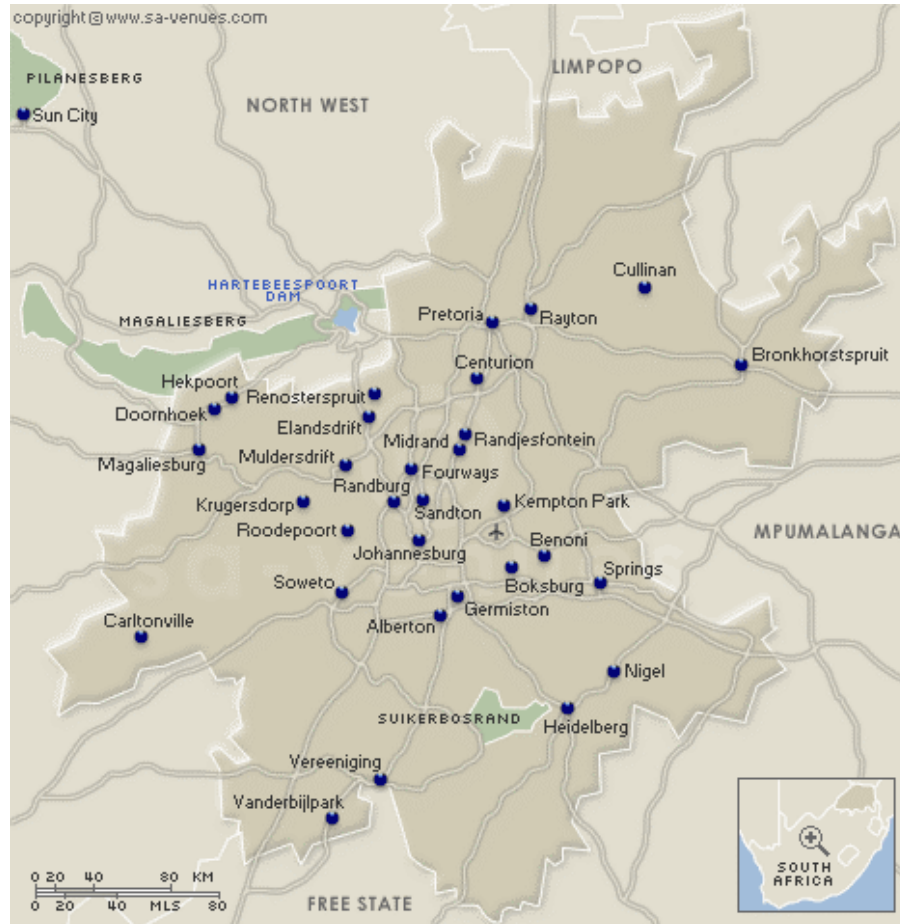 copyright@www.sa-venues.com
LIMPOPO
PILANESBERG
NORTH WEST
Sun City
Cullinan
HARTEBEESPOORT
DAM
MAGALIESBERG
Pretoria
Rayton
Bronkhorstspruit
Centurion
Hekpoort
Renosterspruit
Doornhoek
Elandsdrift
Midrand
Randjesfontein
Magaliesburg
Muldersdrift
Fourways
Randburg
Krugersdorp
Sandton
Kempton Park
Roodepoort
MPUMALANGA
Johannesburg
Benoni
Springs
Soweto
Boksburg
Germiston
Carltonville
Alberton
Nigel
SUIKERBOSRAND
Heidelberg
Vereeniging
Vanderbijlpark
SOUTH
AFRICA
0 20 40 80 KM
0 20 40 MLS 80
FREE STATE
sa-venues